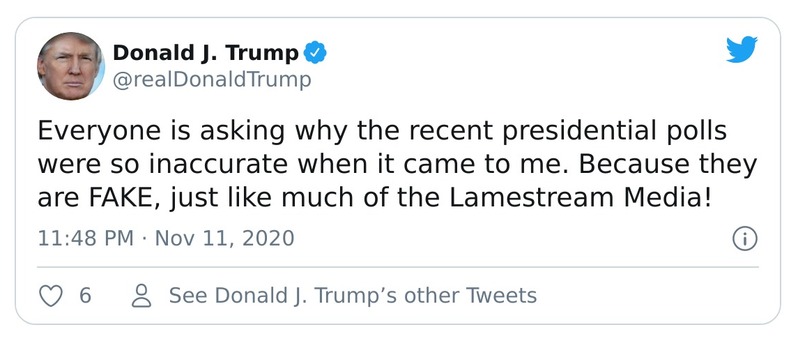 Donald J. Trump
@realDonaldTrump
Everyone is asking why the recent presidential polls
were so inaccurate when it came to me. Because they
are FAKE, just like much of the Lamestream Media!
11:48 PM · Nov 11, 2020
6 See Donald J. Trump’s other Tweets